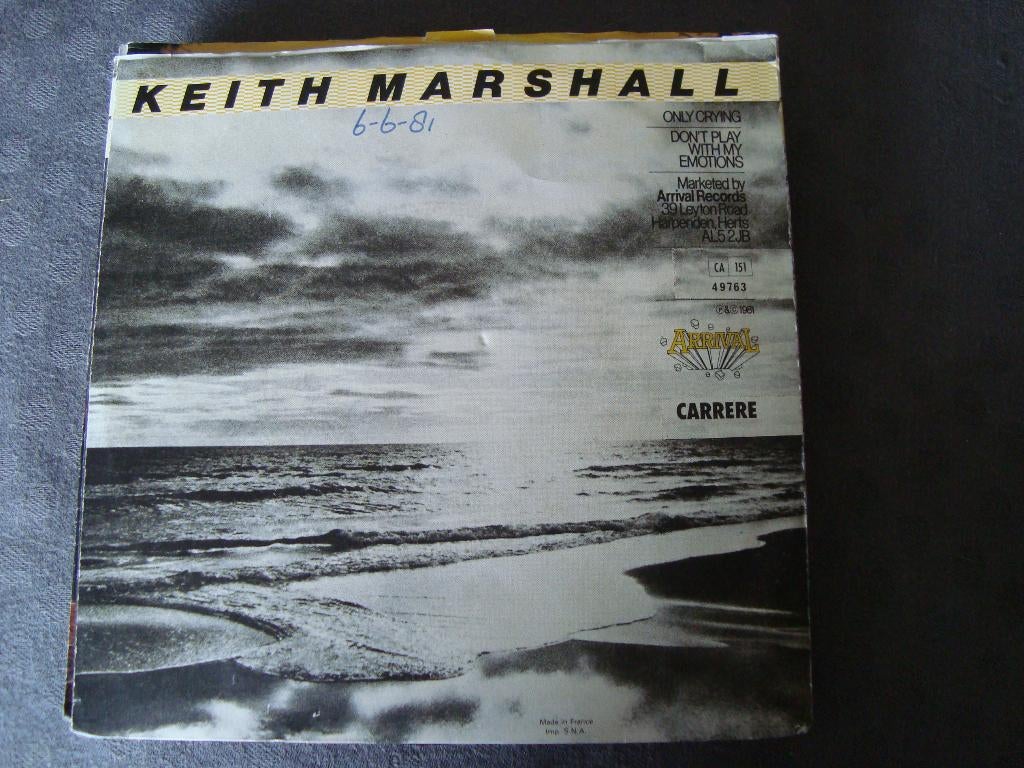 KEITH MARSHALL
6-6-81
ONLY CRYING
DON'T PLAY
WITH MY
EMOTIONS
Marketed by
Arrival Records
39 Leyton Road
Harpenden, Herts
AL5 2JB
CA 151
49763
℗&©1981
ARRIVAL
CARRERE
Made in France
Imp. S.N.A.